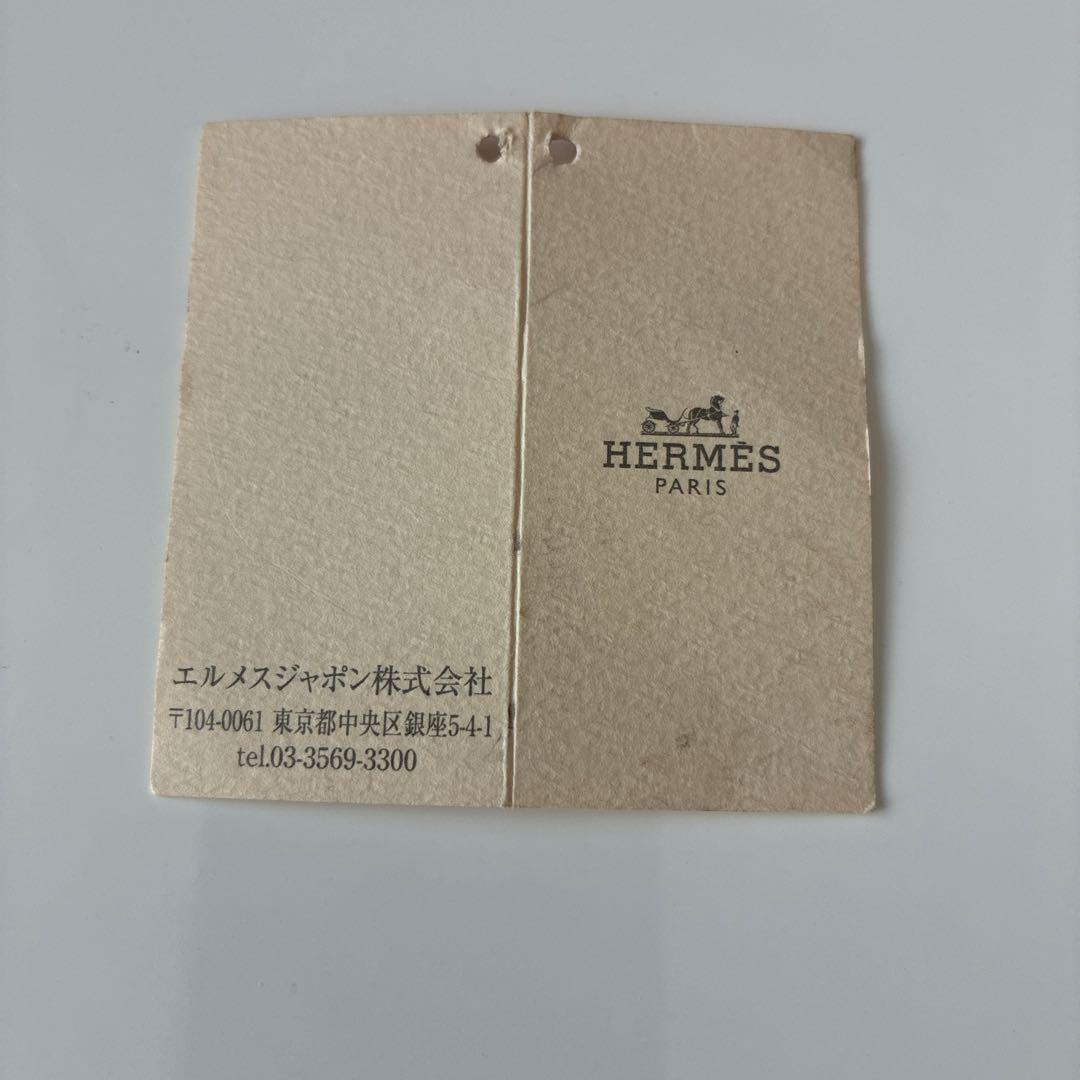 エルメスジャポン株式会社
〒104-0061 東京都中央区銀座5-4-1
tel.03-3569-3300
HERMÈS
PARIS